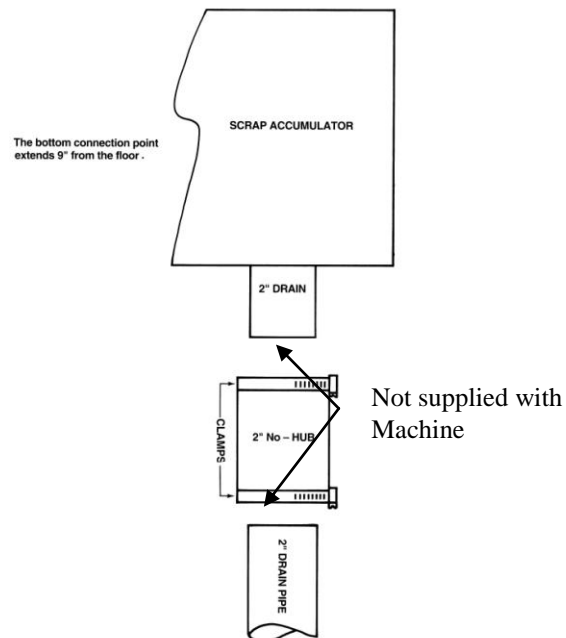 SCRAP ACCUMULATOR
The bottom connection point
extends 9" from the floor.
2" DRAIN
Not supplied with
Machine
CLAMPS
2" No – HUB
2" DRAIN PIPE